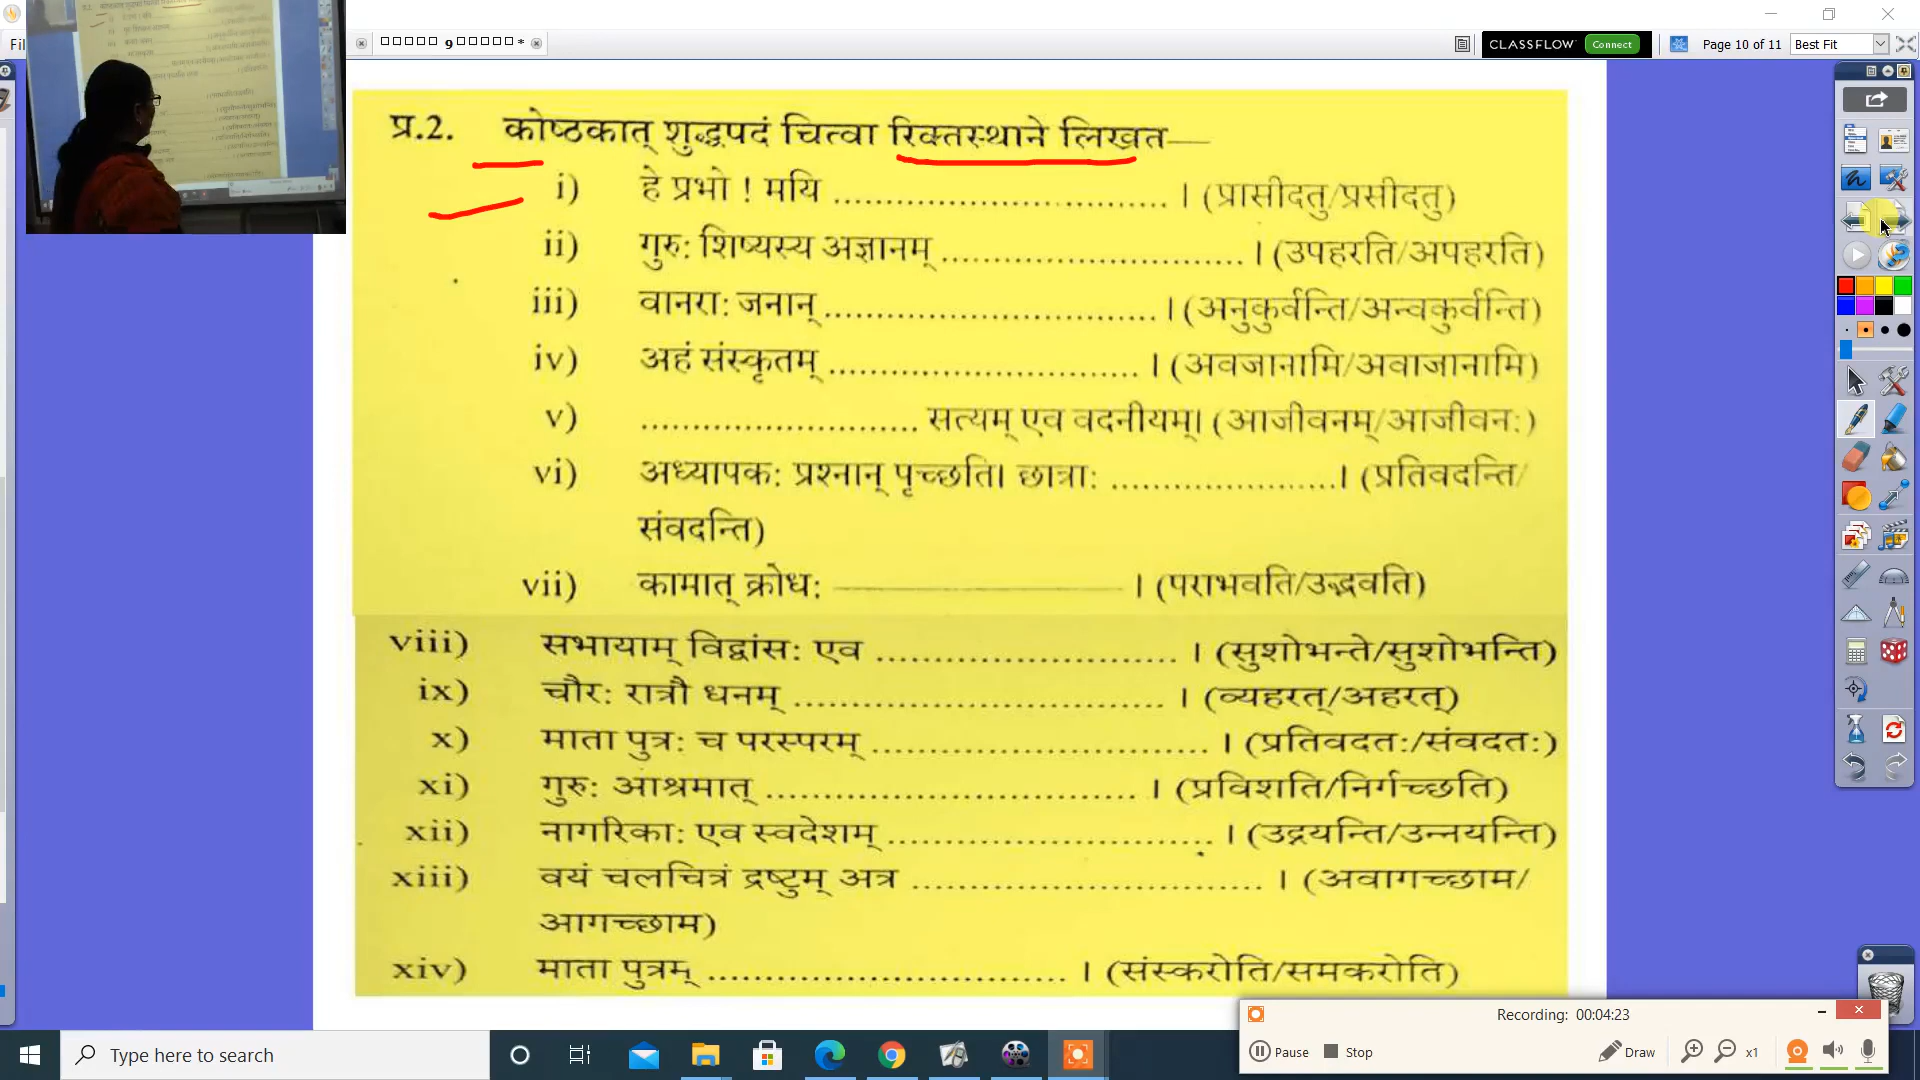 Fil
9
*
CLASSFLOW Connect
Page 10 of 11
Best Fit
प्र.2. कोष्ठकात् शुद्धपदं चित्वा रिक्तस्थाने लिखत—
i) हे प्रभो ! मयि ................................ । (प्रासीदतु/प्रसीदतु)
ii) गुरु: शिष्यस्य अज्ञानम् ............................. । (उपहरति/अपहरति)
iii) वानरा: जनान् ................................ । (अनुकुर्वन्ति/अन्वकुर्वन्ति)
iv) अहं संस्कृतम् .............................. । (अवजानामि/अवाजानामि)
v) ........................... सत्यम् एव वदनीयम्। (आजीवनम्/आजीवन:)
vi) अध्यापक: प्रश्नान् पृच्छति। छात्रा: ......................। (प्रतिवदन्ति/
संवदन्ति)
vii) कामात् क्रोध: ———————— । (पराभवति/उद्भवति)
viii) सभायाम् विद्वांस: एव ............................. । (सुशोभन्ते/सुशोभन्ति)
ix) चौर: रात्रौ धनम् .................................... । (व्यहरत्/अहरत्)
x) माता पुत्र: च परस्परम् ................................. । (प्रतिवदत:/संवदत:)
xi) गुरु: आश्रमात् .................................... । (प्रविशति/निर्गच्छति)
xii) नागरिका: एव स्वदेशम् ............................... । (उद्नयन्ति/उन्नयन्ति)
xiii) वयं चलचित्रं द्रष्टुम् अत्र .................................. । (अवागच्छाम/
आगच्छाम)
xiv) माता पुत्रम् ................................... । (संस्करोति/समकरोति)
Recording: 00:04:23
Pause Stop Draw x1
Type here to search